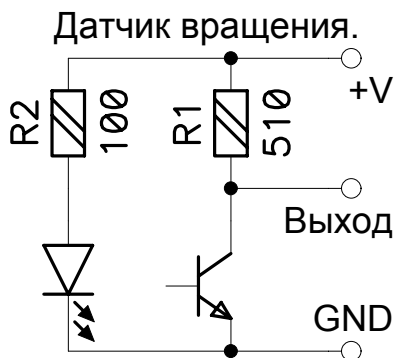 Датчик вращения.
+V
R2
100
R1
510
Выход
GND